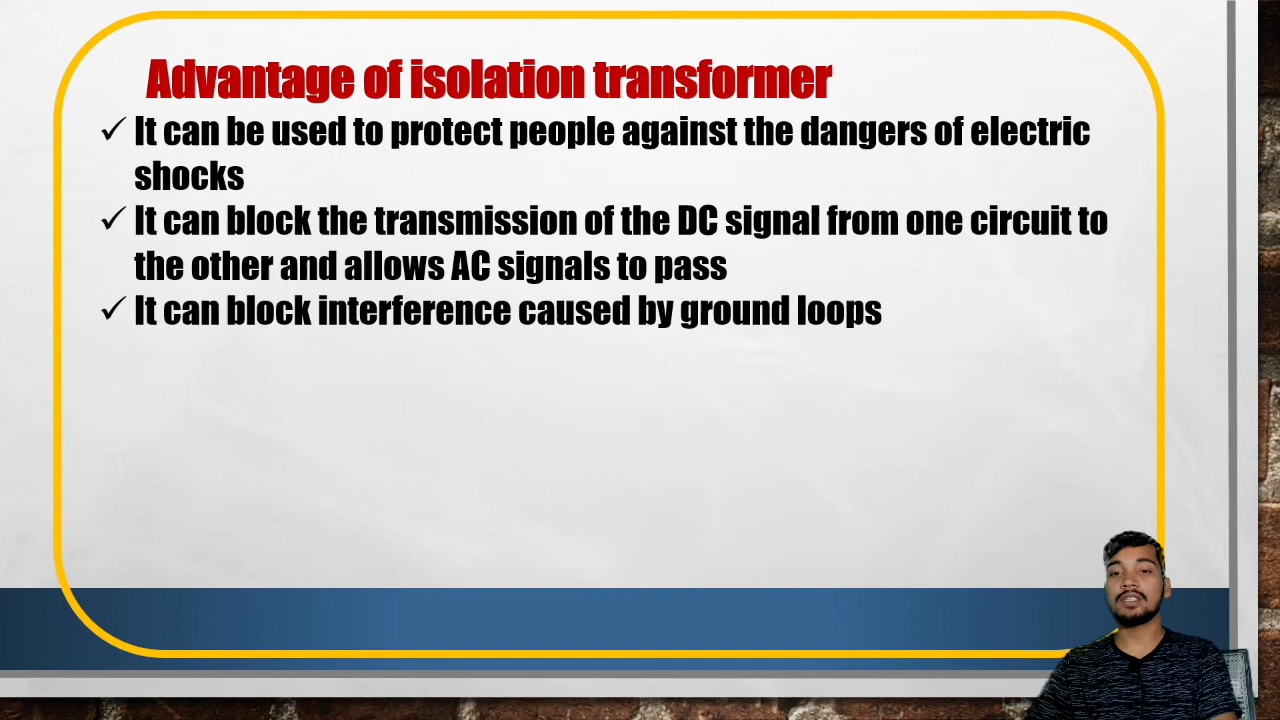 Advantage of isolation transformer
✓ It can be used to protect people against the dangers of electric
shocks
✓ It can block the transmission of the DC signal from one circuit to
the other and allows AC signals to pass
✓ It can block interference caused by ground loops